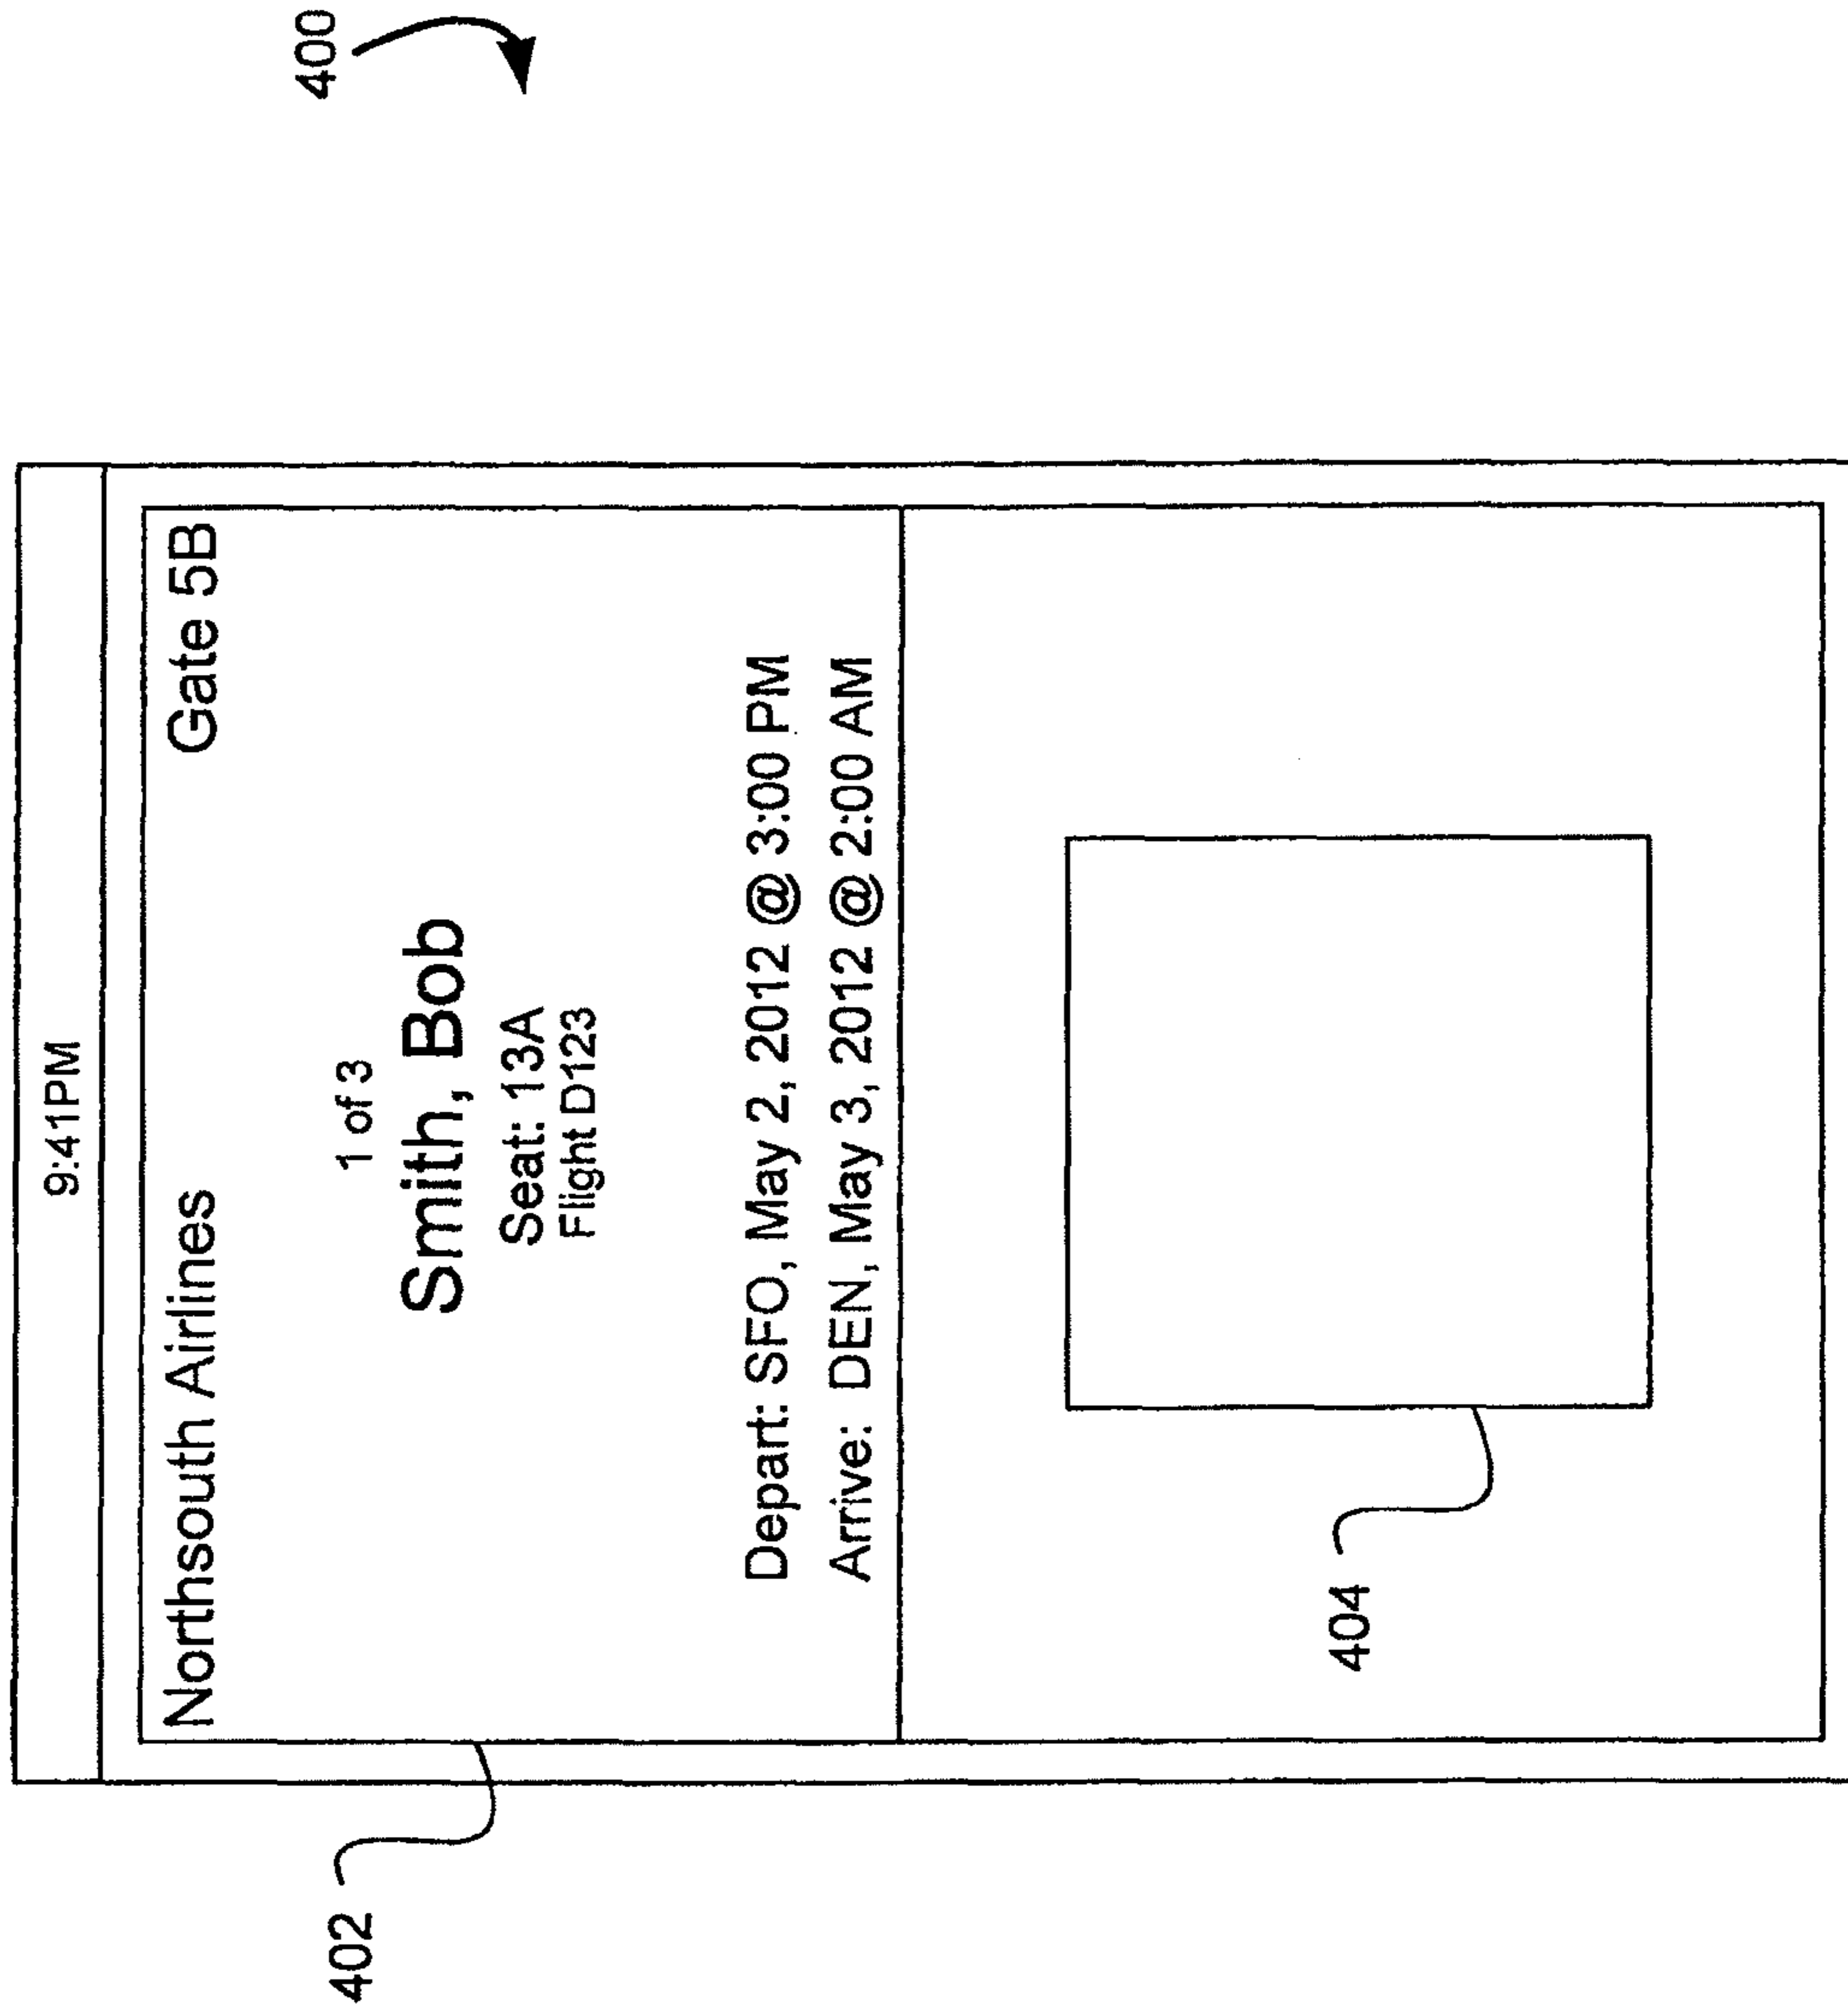 400
9:41PM
Northsouth Airlines Gate 5B
1 of 3
Smith, Bob
Seat: 13A
Flight D123
Depart: SFO, May 2, 2012 @ 3:00 PM
Arrive: DEN, May 3, 2012 @ 2:00 AM
402
404